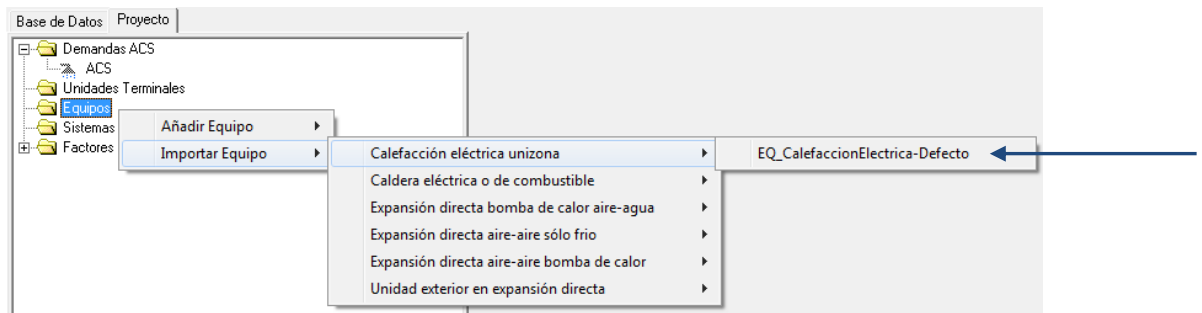 Base de Datos
Proyecto
Demandas ACS
ACS
Unidades Terminales
Equipos
Sistemas
Factores
Añadir Equipo
Importar Equipo
Calefacción eléctrica unizona
Caldera eléctrica o de combustible
Expansión directa bomba de calor aire-agua
Expansión directa aire-aire sólo frio
Expansión directa aire-aire bomba de calor
Unidad exterior en expansión directa
EQ_CalefaccionElectrica-Defecto